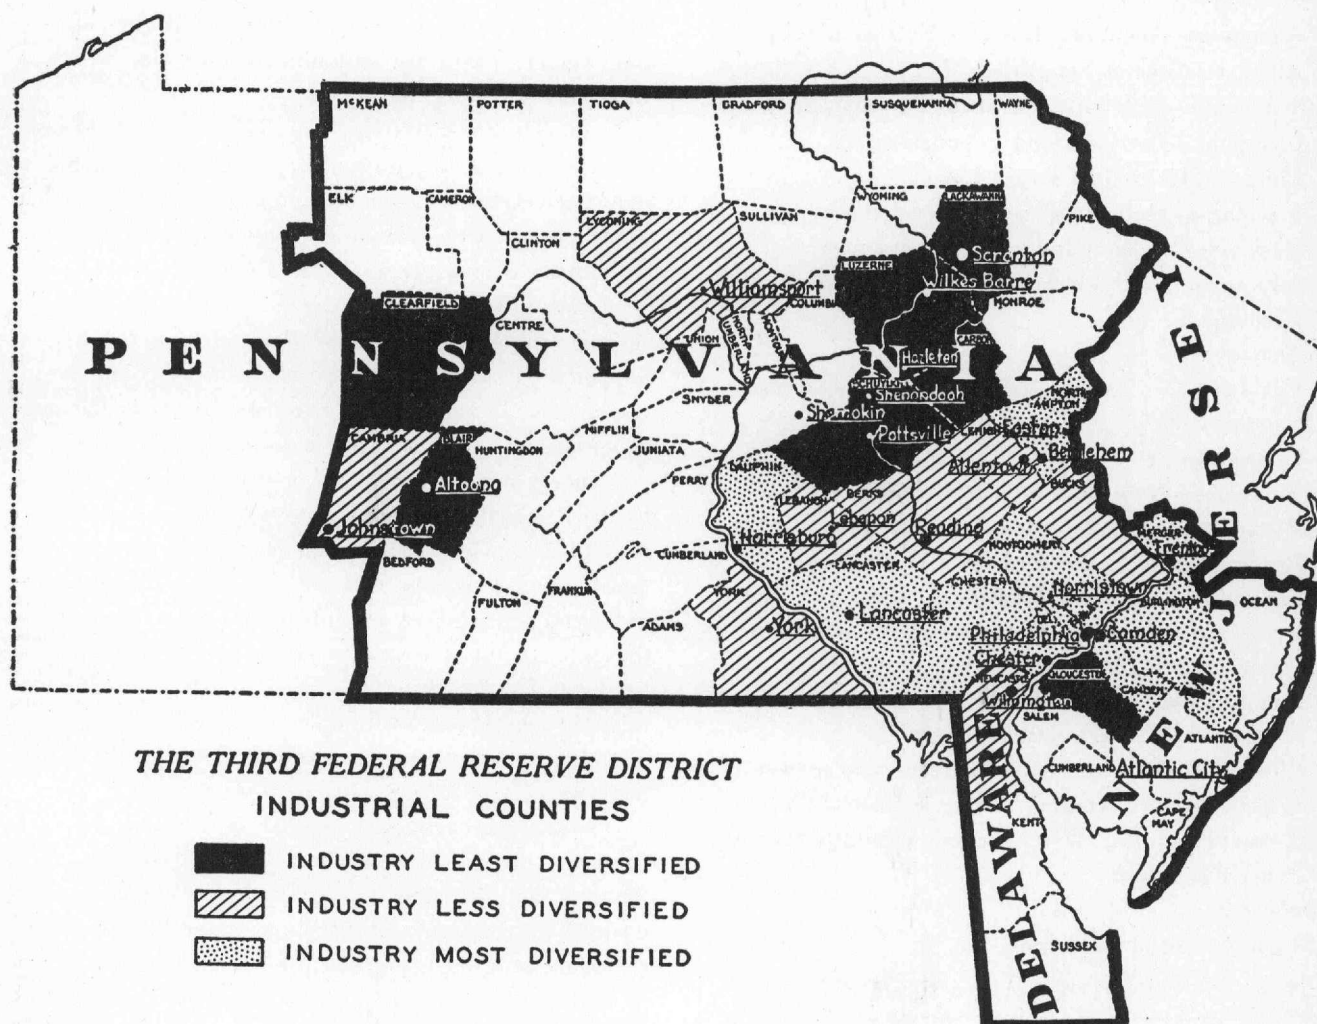 McKEAN
POTTER
TIOGA
BRADFORD
SUSQUEHANNA
WAYNE
ELK
CAMERON
CLINTON
LYCOMING
SULLIVAN
WYOMING
LACKAWANNA
PIKE
Scranton
LUZERNE
Wilkes Barre
Williamsport
COLUMBIA
MONROE
CLEARFIELD
CENTRE
UNION
MONTOUR
CARBON
Hazleton
PENNSYLVANIA
SCHUYLKILL
Shenandoah
SNYDER
Shamokin
Pottsville
NORTH
AMPTON
LEHIGH
Easton
MIFFLIN
CAMBRIA
BLAIR
HUNTINGDON
JUNIATA
Bethlehem
Allentown
DAUPHIN
PERRY
BUCKS
Altoona
LEBANON
BERKS
Lebanon
Johnstown
Reading
Harrisburg
MONTGOMERY
MERCER
Trenton
CUMBERLAND
BEDFORD
LANCASTER
CHESTER
Norristown
BURLINGTON
OCEAN
FULTON
YORK
ADAMS
Lancaster
York
DEL.
Philadelphia
Camden
Chester
NEWCASTLE
GLOUCESTER
Wilmington
SALEM
CAMDEN
ATLANTIC
CUMBERLAND
Atlantic City
NEW JERSEY
CAPE
MAY
KENT
DELAWARE
SUSSEX
THE THIRD FEDERAL RESERVE DISTRICT
INDUSTRIAL COUNTIES
INDUSTRY LEAST DIVERSIFIED
INDUSTRY LESS DIVERSIFIED
INDUSTRY MOST DIVERSIFIED